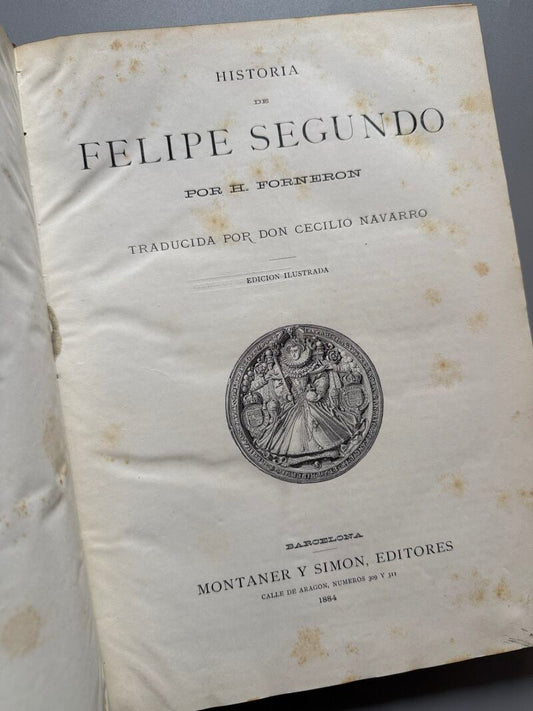 HISTORIA
DE
FELIPE SEGUNDO
POR H. FORNERON
TRADUCIDA POR DON CECILIO NAVARRO
EDICION ILUSTRADA
BARCELONA
MONTANER Y SIMON, EDITORES
CALLE DE ARAGON, NUMEROS 309 Y 311
1884